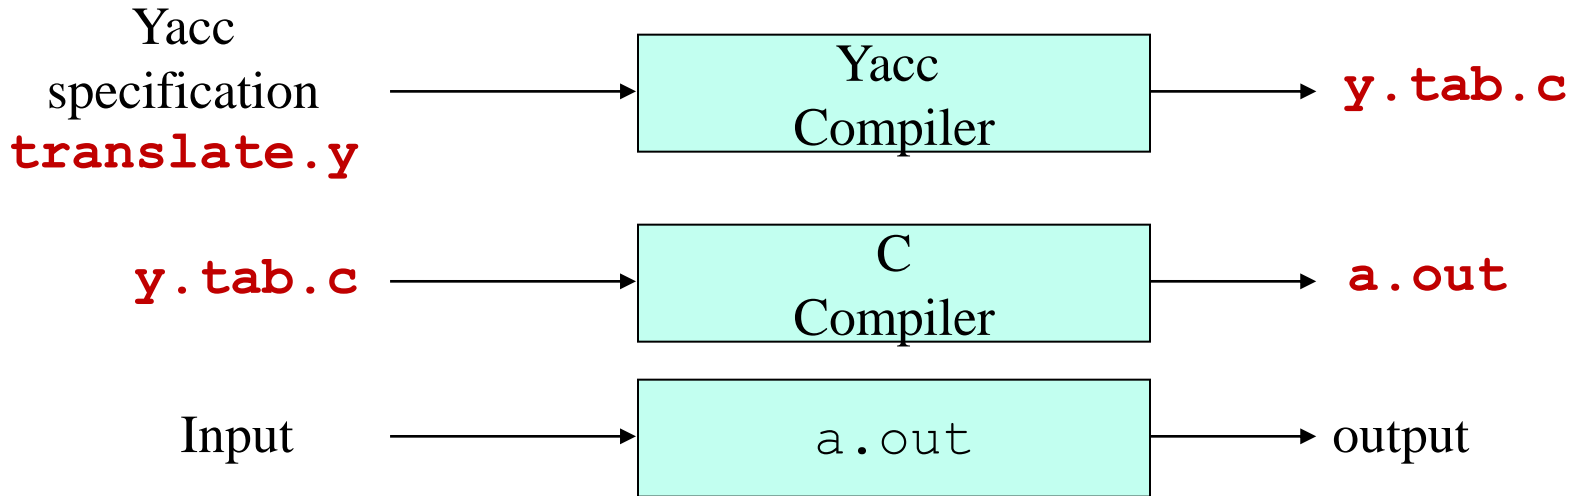 Yacc
specification
translate.y
Yacc
Compiler
y.tab.c
y.tab.c
C
Compiler
a.out
Input
a.out
output